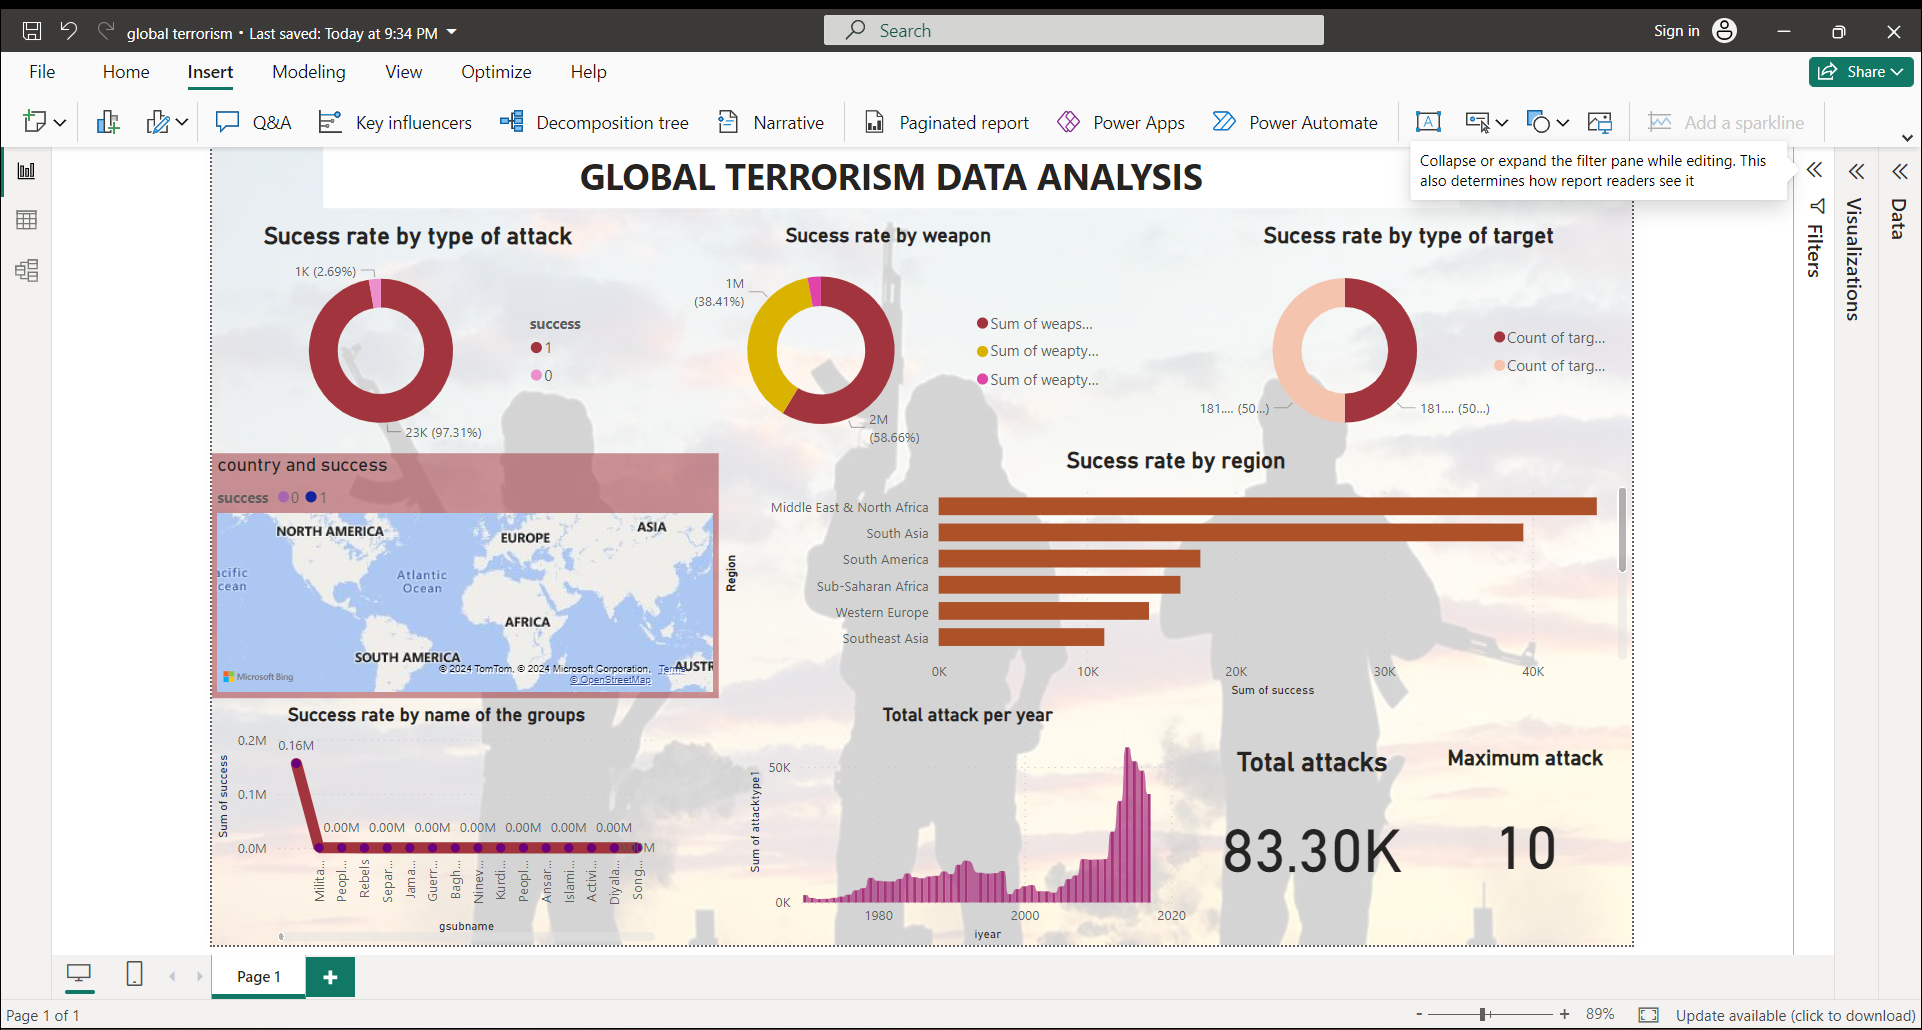 global terrorism • Last saved: Today at 9:34 PM
Search
Sign in
File Home Insert Modeling View Optimize Help
Share
Q&A Key influencers Decomposition tree Narrative Paginated report Power Apps Power Automate Add a sparkline
Collapse or expand the filter pane while editing. This
also determines how report readers see it
Filters
Visualizations
Data
GLOBAL TERRORISM DATA ANALYSIS
Sucess rate by type of attack
1K (2.69%)
23K (97.31%)
success
1
0
Sucess rate by weapon
1M
(38.41%)
2M
(58.66%)
Sum of weaps...
Sum of weapty...
Sum of weapty...
Sucess rate by type of target
181.... (50...)
181.... (50...)
Count of targ...
Count of targ...
country and success
success 0 1
NORTH AMERICA
EUROPE
ASIA
acific
cean
Atlantic
Ocean
AFRICA
SOUTH AMERICA
AUSTR
Microsoft Bing
© 2024 TomTom, © 2024 Microsoft Corporation, Terms
© OpenStreetMap
Sucess rate by region
Region
Middle East & North Africa
South Asia
South America
Sub-Saharan Africa
Western Europe
Southeast Asia
0K 10K 20K 30K 40K
Sum of success
Success rate by name of the groups
Sum of success
0.2M
0.1M
0.0M
0.16M
0.00M 0.00M 0.00M 0.00M 0.00M 0.00M 0.00M
Milita... Peopl... Rebels Separ... Jama... Guerr... Bagh... Ninev... Kurdi... Peopl... Ansar... Islami... Activi... Diyala... Song...
gsubname
Total attack per year
Sum of attacktype1
50K
0K
1980 2000 2020
iyear
Total attacks
83.30K
Maximum attack
10
Page 1
+
Page 1 of 1
- + 89% Update available (click to download)